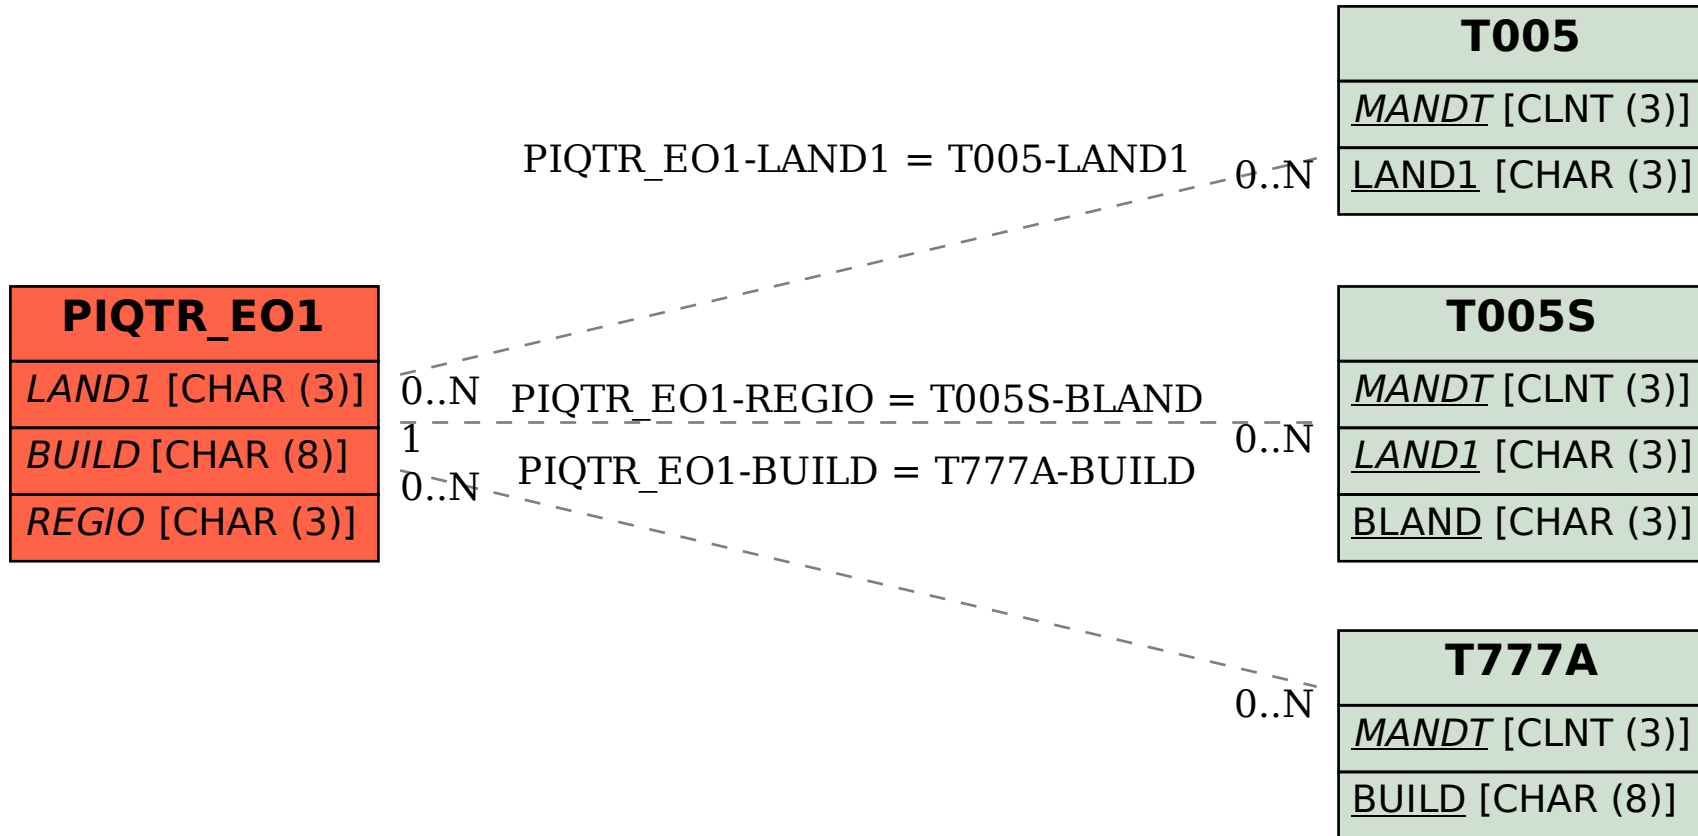 T005
MANDT [CLNT (3)]
LAND1 [CHAR (3)]
PIQTR_EO1-LAND1 = T005-LAND1
0..N
PIQTR_EO1
LAND1 [CHAR (3)]
BUILD [CHAR (8)]
REGIO [CHAR (3)]
0..N
PIQTR_EO1-REGIO = T005S-BLAND
1
0..N
0..N
PIQTR_EO1-BUILD = T777A-BUILD
T005S
MANDT [CLNT (3)]
LAND1 [CHAR (3)]
BLAND [CHAR (3)]
0..N
T777A
MANDT [CLNT (3)]
BUILD [CHAR (8)]